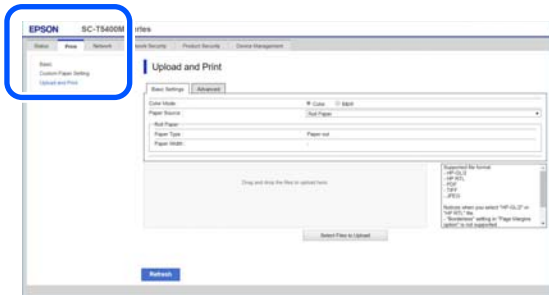 EPSON SC-T5400M ries
Status Print Network ork Security Product Security Device Management
Basic
Custom Paper Setting
Upload and Print
Upload and Print
Basic Settings Advanced
Color Mode Color B&W
Paper Source Roll Paper
Roll Paper
Paper Type Paper out
Paper Width -
Drag and drop the files to upload here.
Supported file format
- HP-GL/2
- HP RTL
- PDF
- TIFF
- JPEG
Notices when you select "HP-GL/2" or
"HP RTL" file
- "Borderless" setting in "Page Margins
option" is not supported
Select Files to Upload
Refresh